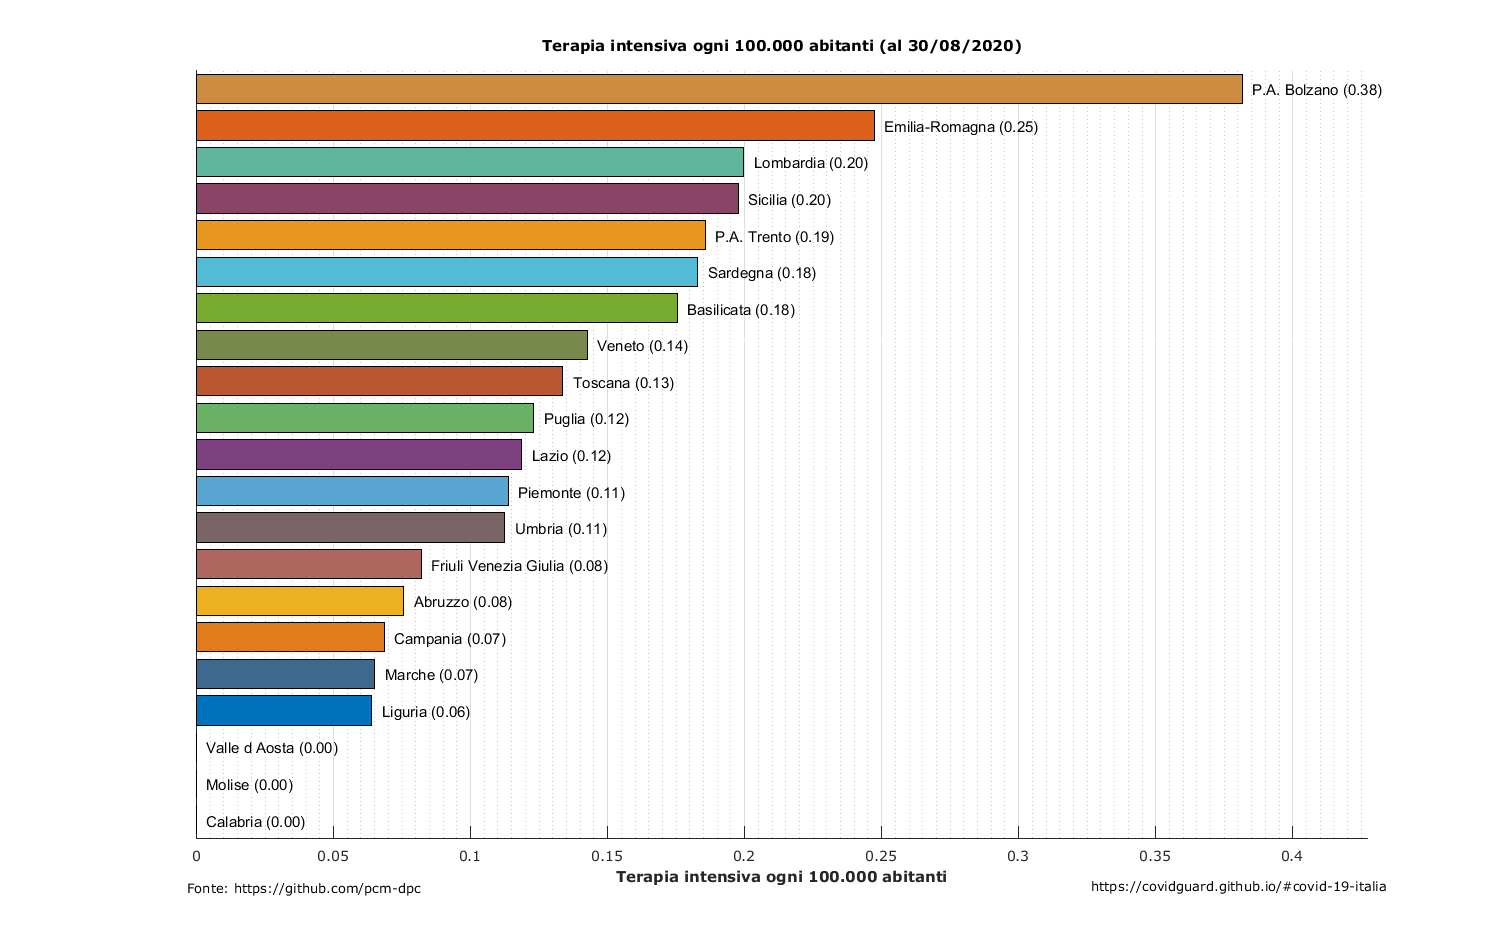 Terapia intensiva ogni 100.000 abitanti (al 30/08/2020)
P.A. Bolzano (0.38)
Emilia-Romagna (0.25)
Lombardia (0.20)
Sicilia (0.20)
P.A. Trento (0.19)
Sardegna (0.18)
Basilicata (0.18)
Veneto (0.14)
Toscana (0.13)
Puglia (0.12)
Lazio (0.12)
Piemonte (0.11)
Umbria (0.11)
Friuli Venezia Giulia (0.08)
Abruzzo (0.08)
Campania (0.07)
Marche (0.07)
Liguria (0.06)
Valle d Aosta (0.00)
Molise (0.00)
Calabria (0.00)
0 0.05 0.1 0.15 0.2 0.25 0.3 0.35 0.4
Terapia intensiva ogni 100.000 abitanti
Fonte: https://github.com/pcm-dpc
https://covidguard.github.io/#covid-19-italia